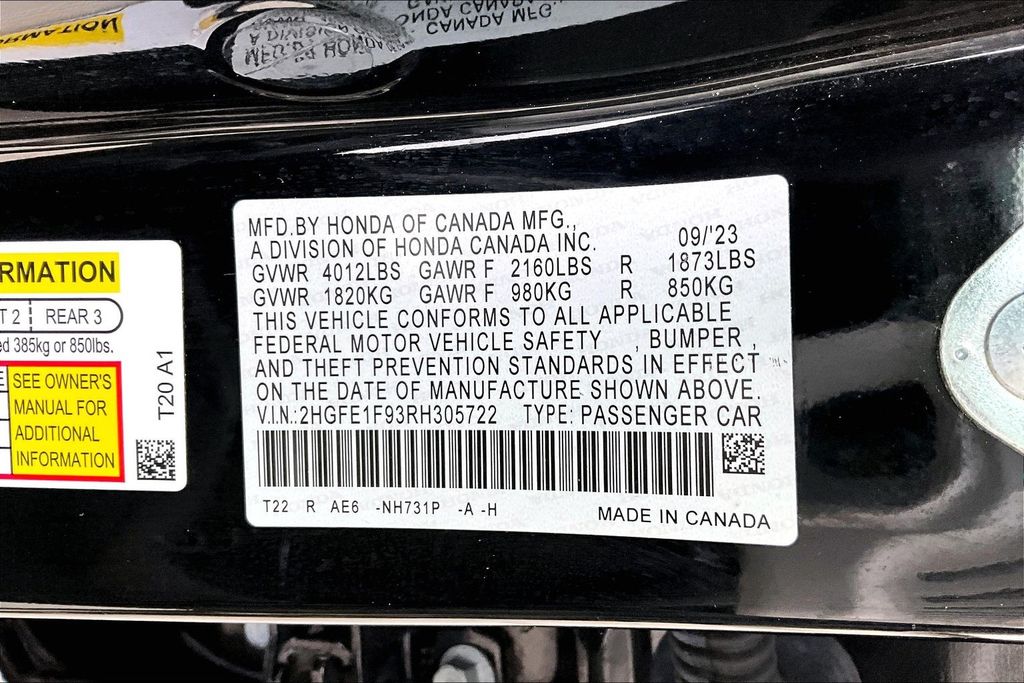 MFD.BY HONDA OF CANADA MFG.,
A DIVISION OF HONDA CANADA INC. 09/'23
GVWR 4012LBS GAWR F 2160LBS R 1873LBS
GVWR 1820KG GAWR F 980KG R 850KG
THIS VEHICLE CONFORMS TO ALL APPLICABLE
FEDERAL MOTOR VEHICLE SAFETY , BUMPER ,
AND THEFT PREVENTION STANDARDS IN EFFECT
ON THE DATE OF MANUFACTURE SHOWN ABOVE.
V.I.N.:2HGFE1F93RH305722 TYPE: PASSENGER CAR
T22 R AE6 -NH731P -A -H
MADE IN CANADA
RMATION
T 2 REAR 3
ed 385kg or 850lbs.
SEE OWNER'S
MANUAL FOR
ADDITIONAL
INFORMATION
T20 A1